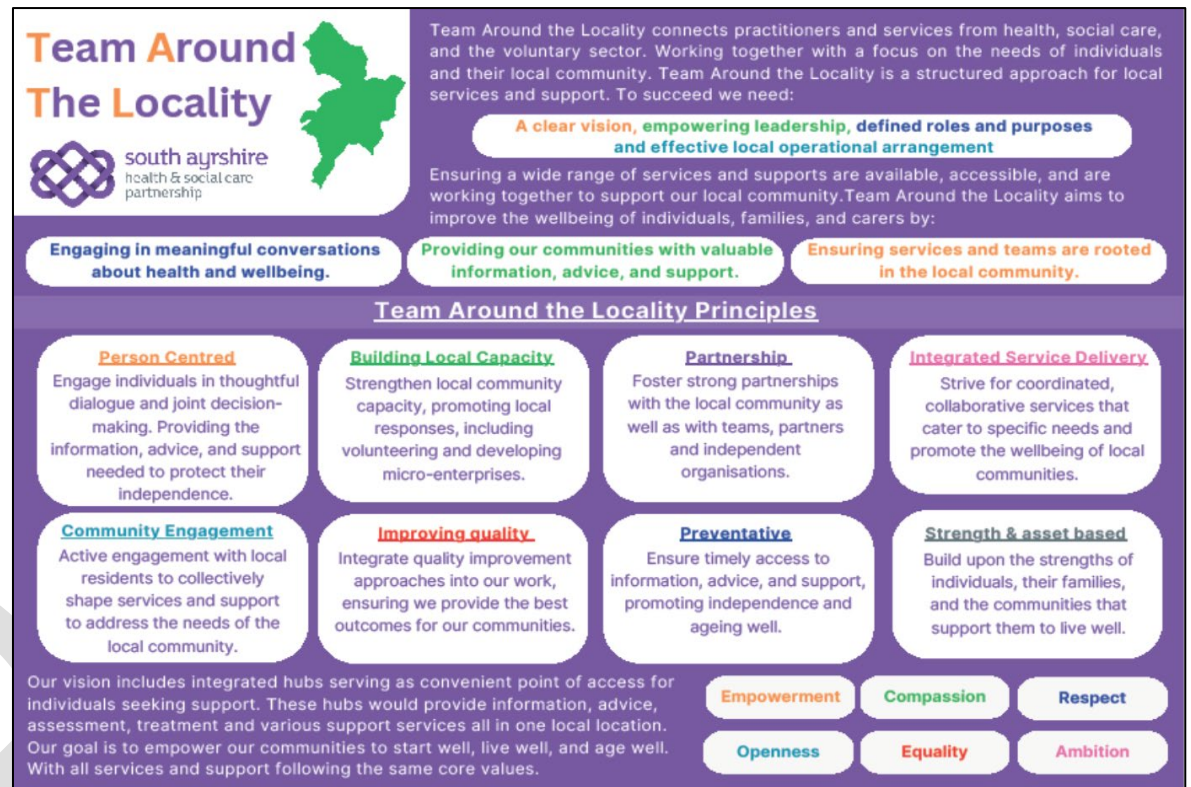 Team Around
The Locality
south ayrshire
health & social care
partnership
Team Around the Locality connects practitioners and services from health, social care,
and the voluntary sector. Working together with a focus on the needs of individuals
and their local community. Team Around the Locality is a structured approach for local
services and support. To succeed we need:
A clear vision, empowering leadership, defined roles and purposes
and effective local operational arrangement
Ensuring a wide range of services and supports are available, accessible, and are
working together to support our local community.Team Around the Locality aims to
improve the wellbeing of individuals, families, and carers by:
Engaging in meaningful conversations
about health and wellbeing.
Providing our communities with valuable
information, advice, and support.
Ensuring services and teams are rooted
in the local community.
Team Around the Locality Principles
Person Centred
Engage individuals in thoughtful
dialogue and joint decision-
making. Providing the
information, advice, and support
needed to protect their
independence.
Building Local Capacity
Strengthen local community
capacity, promoting local
responses, including
volunteering and developing
micro-enterprises.
Partnership
Foster strong partnerships
with the local community as
well as with teams, partners
and independent
organisations.
Integrated Service Delivery
Strive for coordinated,
collaborative services that
cater to specific needs and
promote the wellbeing of local
communities.
Community Engagement
Active engagement with local
residents to collectively
shape services and support
to address the needs of the
local community.
Improving quality
Integrate quality improvement
approaches into our work,
ensuring we provide the best
outcomes for our communities.
Preventative
Ensure timely access to
information, advice, and support,
promoting independence and
ageing well.
Strength & asset based
Build upon the strengths of
individuals, their families,
and the communities that
support them to live well.
Our vision includes integrated hubs serving as convenient point of access for
individuals seeking support. These hubs would provide information, advice,
assessment, treatment and various support services all in one local location.
Our goal is to empower our communities to start well, live well, and age well.
With all services and support following the same core values.
Empowerment
Compassion
Respect
Openness
Equality
Ambition